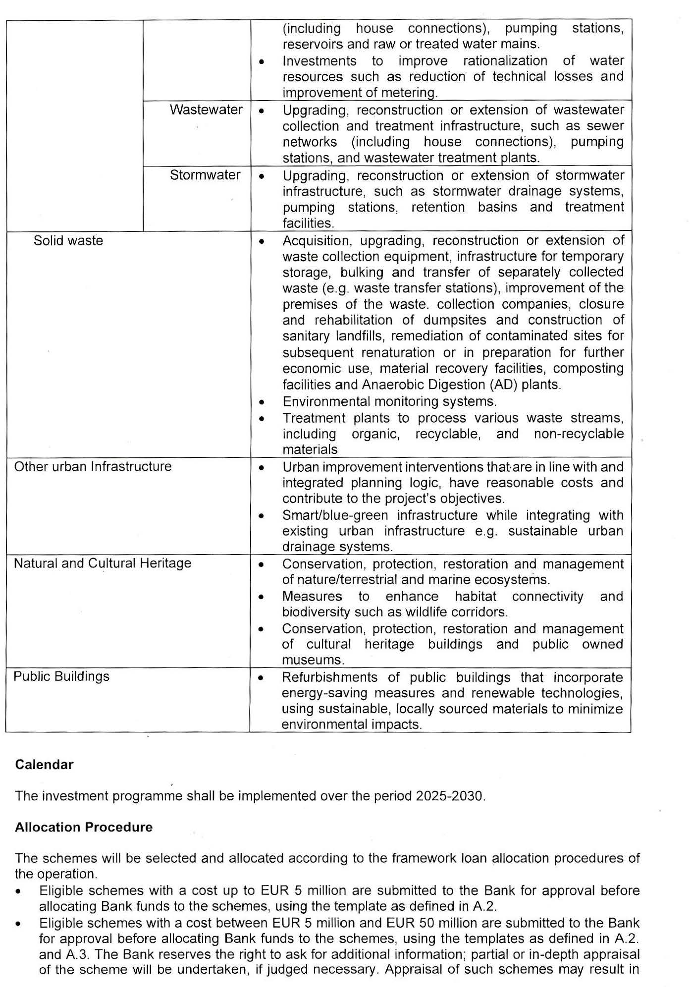 (including house connections), pumping stations,
reservoirs and raw or treated water mains.
• Investments to improve rationalization of water
resources such as reduction of technical losses and
improvement of metering.
Wastewater
• Upgrading, reconstruction or extension of wastewater
collection and treatment infrastructure, such as sewer
networks (including house connections), pumping
stations, and wastewater treatment plants.
Stormwater
• Upgrading, reconstruction or extension of stormwater
infrastructure, such as stormwater drainage systems,
pumping stations, retention basins and treatment
facilities.
Solid waste
• Acquisition, upgrading, reconstruction or extension of
waste collection equipment, infrastructure for temporary
storage, bulking and transfer of separately collected
waste (e.g. waste transfer stations), improvement of the
premises of the waste. collection companies, closure
and rehabilitation of dumpsites and construction of
sanitary landfills, remediation of contaminated sites for
subsequent renaturation or in preparation for further
economic use, material recovery facilities, composting
facilities and Anaerobic Digestion (AD) plants.
• Environmental monitoring systems.
• Treatment plants to process various waste streams,
including organic, recyclable, and non-recyclable
materials
Other urban Infrastructure
• Urban improvement interventions that are in line with and
integrated planning logic, have reasonable costs and
contribute to the project's objectives.
• Smart/blue-green infrastructure while integrating with
existing urban infrastructure e.g. sustainable urban
drainage systems.
Natural and Cultural Heritage
• Conservation, protection, restoration and management
of nature/terrestrial and marine ecosystems.
• Measures to enhance habitat connectivity and
biodiversity such as wildlife corridors.
• Conservation, protection, restoration and management
of cultural heritage buildings and public owned
museums.
Public Buildings
• Refurbishments of public buildings that incorporate
energy-saving measures and renewable technologies,
using sustainable, locally sourced materials to minimize
environmental impacts.
Calendar
The investment programme shall be implemented over the period 2025-2030.
Allocation Procedure
The schemes will be selected and allocated according to the framework loan allocation procedures of
the operation.
• Eligible schemes with a cost up to EUR 5 million are submitted to the Bank for approval before
allocating Bank funds to the schemes, using the template as defined in A.2.
• Eligible schemes with a cost between EUR 5 million and EUR 50 million are submitted to the Bank
for approval before allocating Bank funds to the schemes, using the templates as defined in A.2.
and A.3. The Bank reserves the right to ask for additional information; partial or in-depth appraisal
of the scheme will be undertaken, if judged necessary. Appraisal of such schemes may result in